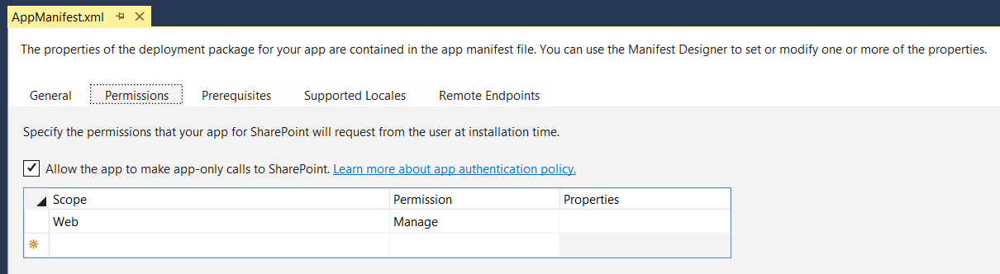 AppManifest.xml
The properties of the deployment package for your app are contained in the app manifest file. You can use the Manifest Designer to set or modify one or more of the properties.
General Permissions Prerequisites Supported Locales Remote Endpoints
Specify the permissions that your app for SharePoint will request from the user at installation time.
Allow the app to make app-only calls to SharePoint. Learn more about app authentication policy.
Scope Permission Properties
Web Manage